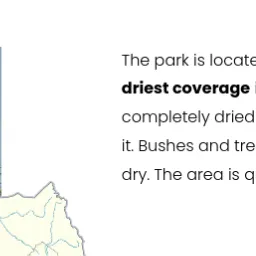 The park is locate
driest coverage
completely dried
it. Bushes and tre
dry. The area is q